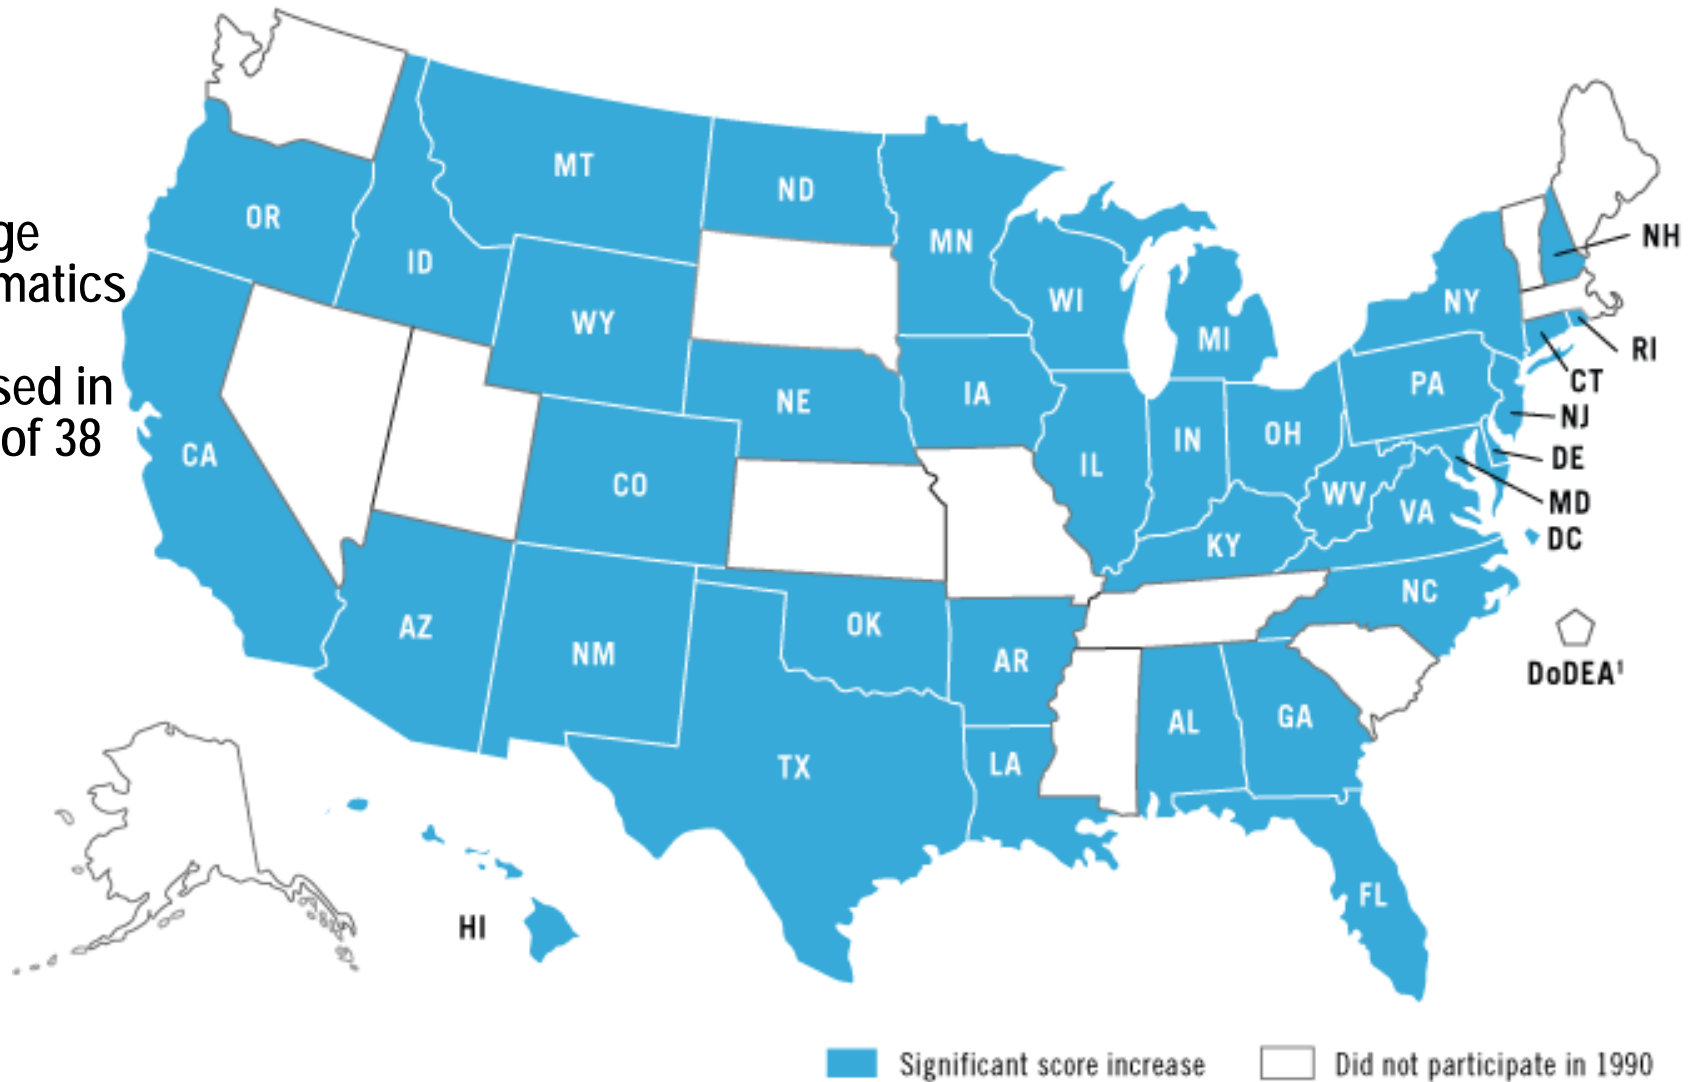 ge
matics
sed in
of 38
MT
ND
OR
MN
NH
ID
WI
NY
WY
MI
RI
CT
PA
NE
IA
NJ
OH
IN
CA
DE
IL
CO
WV
MD
VA
DC
KY
NC
OK
AZ
NM
AR
DoDEA¹
GA
AL
LA
TX
FL
HI
Significant score increase
Did not participate in 1990